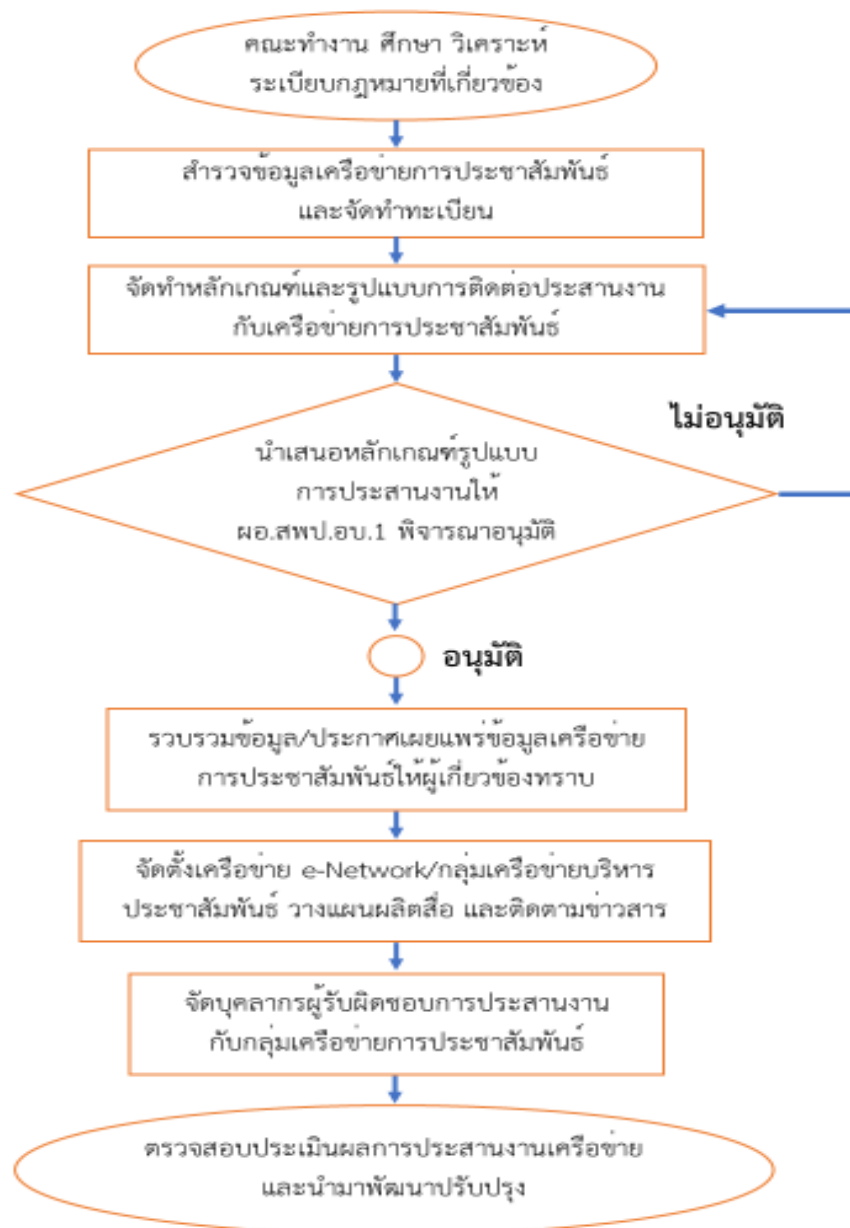 คณะทำงาน ศึกษา วิเคราะห์
ระเบียบกฎหมายที่เกี่ยวข้อง
สำรวจข้อมูลเครือข่ายการประชาสัมพันธ์
และจัดทำทะเบียน
จัดทำหลักเกณฑ์และรูปแบบการติดต่อประสานงาน
กับเครือข่ายการประชาสัมพันธ์
ไม่อนุมัติ
นำเสนอหลักเกณฑ์รูปแบบ
การประสานงานให้
ผอ.สพป.อบ.1 พิจารณาอนุมัติ
อนุมัติ
รวบรวมข้อมูล/ประกาศเผยแพร่ข้อมูลเครือข่าย
การประชาสัมพันธ์ให้ผู้เกี่ยวข้องทราบ
จัดตั้งเครือข่าย e-Network/กลุ่มเครือข่ายบริหาร
ประชาสัมพันธ์ วางแผนผลิตสื่อ และติดตามข่าวสาร
จัดบุคลากรผู้รับผิดชอบการประสานงาน
กับกลุ่มเครือข่ายการประชาสัมพันธ์
ตรวจสอบประเมินผลการประสานงานเครือข่าย
และนำมาพัฒนาปรับปรุง